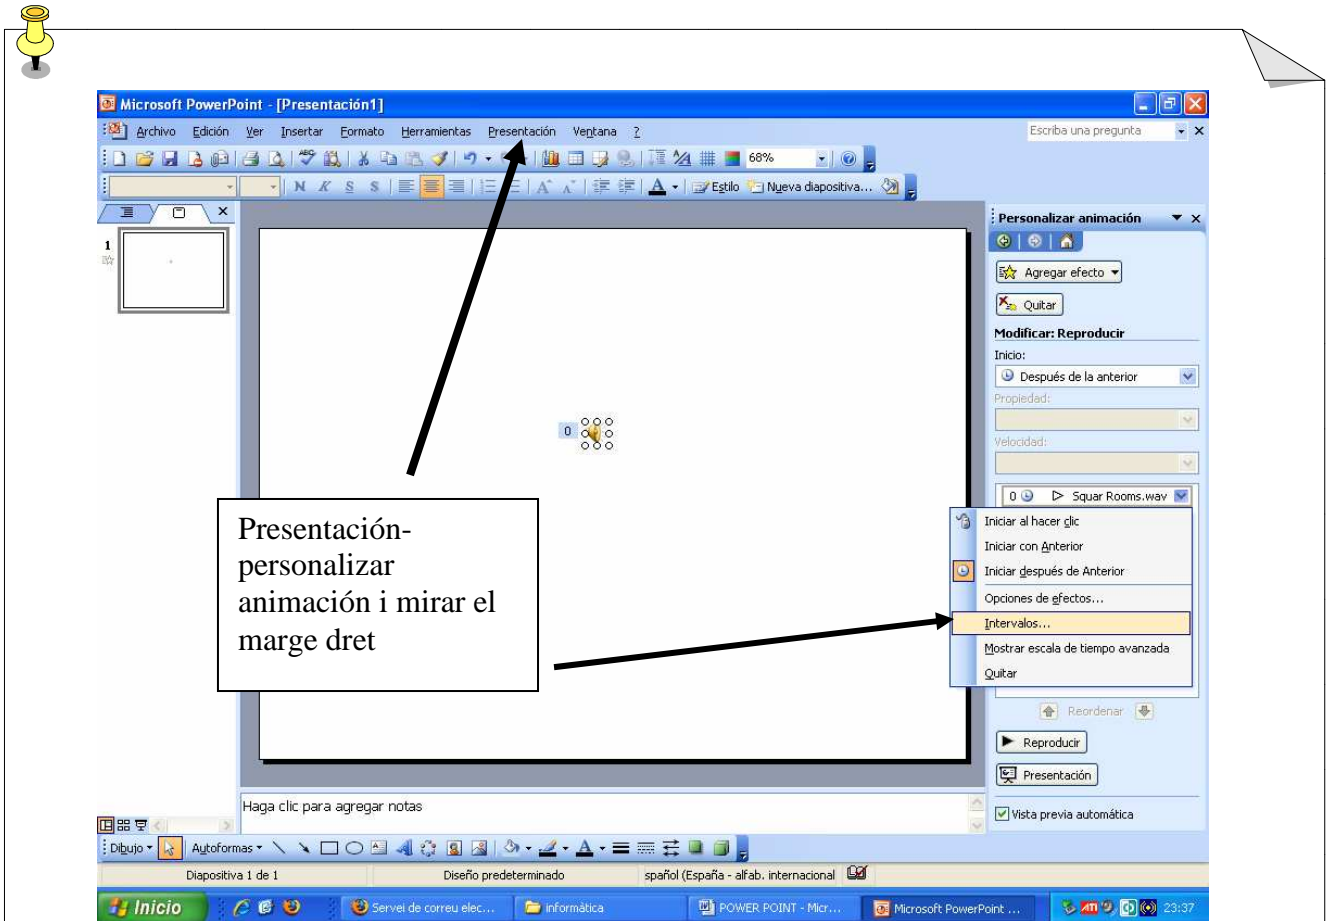 Microsoft PowerPoint - [Presentación1]
Archivo Edición Ver Insertar Formato Herramientas Presentación Ventana ?
Escriba una pregunta
68%
N K S S
Estilo Nueva diapositiva...
1
Personalizar animación
Agregar efecto
Quitar
Modificar: Reproducir
Inicio:
Después de la anterior
Propiedad:
Velocidad:
0 Squar Rooms.wav
0
Iniciar al hacer clic
Iniciar con Anterior
Iniciar después de Anterior
Opciones de efectos...
Intervalos...
Mostrar escala de tiempo avanzada
Quitar
Presentación-
personalizar
animación i mirar el
marge dret
Reordenar
Reproducir
Presentación
Vista previa automática
Haga clic para agregar notas
Dibujo Autoformas
Diapositiva 1 de 1 Diseño predeterminado spañol (España - alfab. internacional
Inicio Servei de correu elec... informàtica POWER POINT - Micr... Microsoft PowerPoint ... ATI 23:37